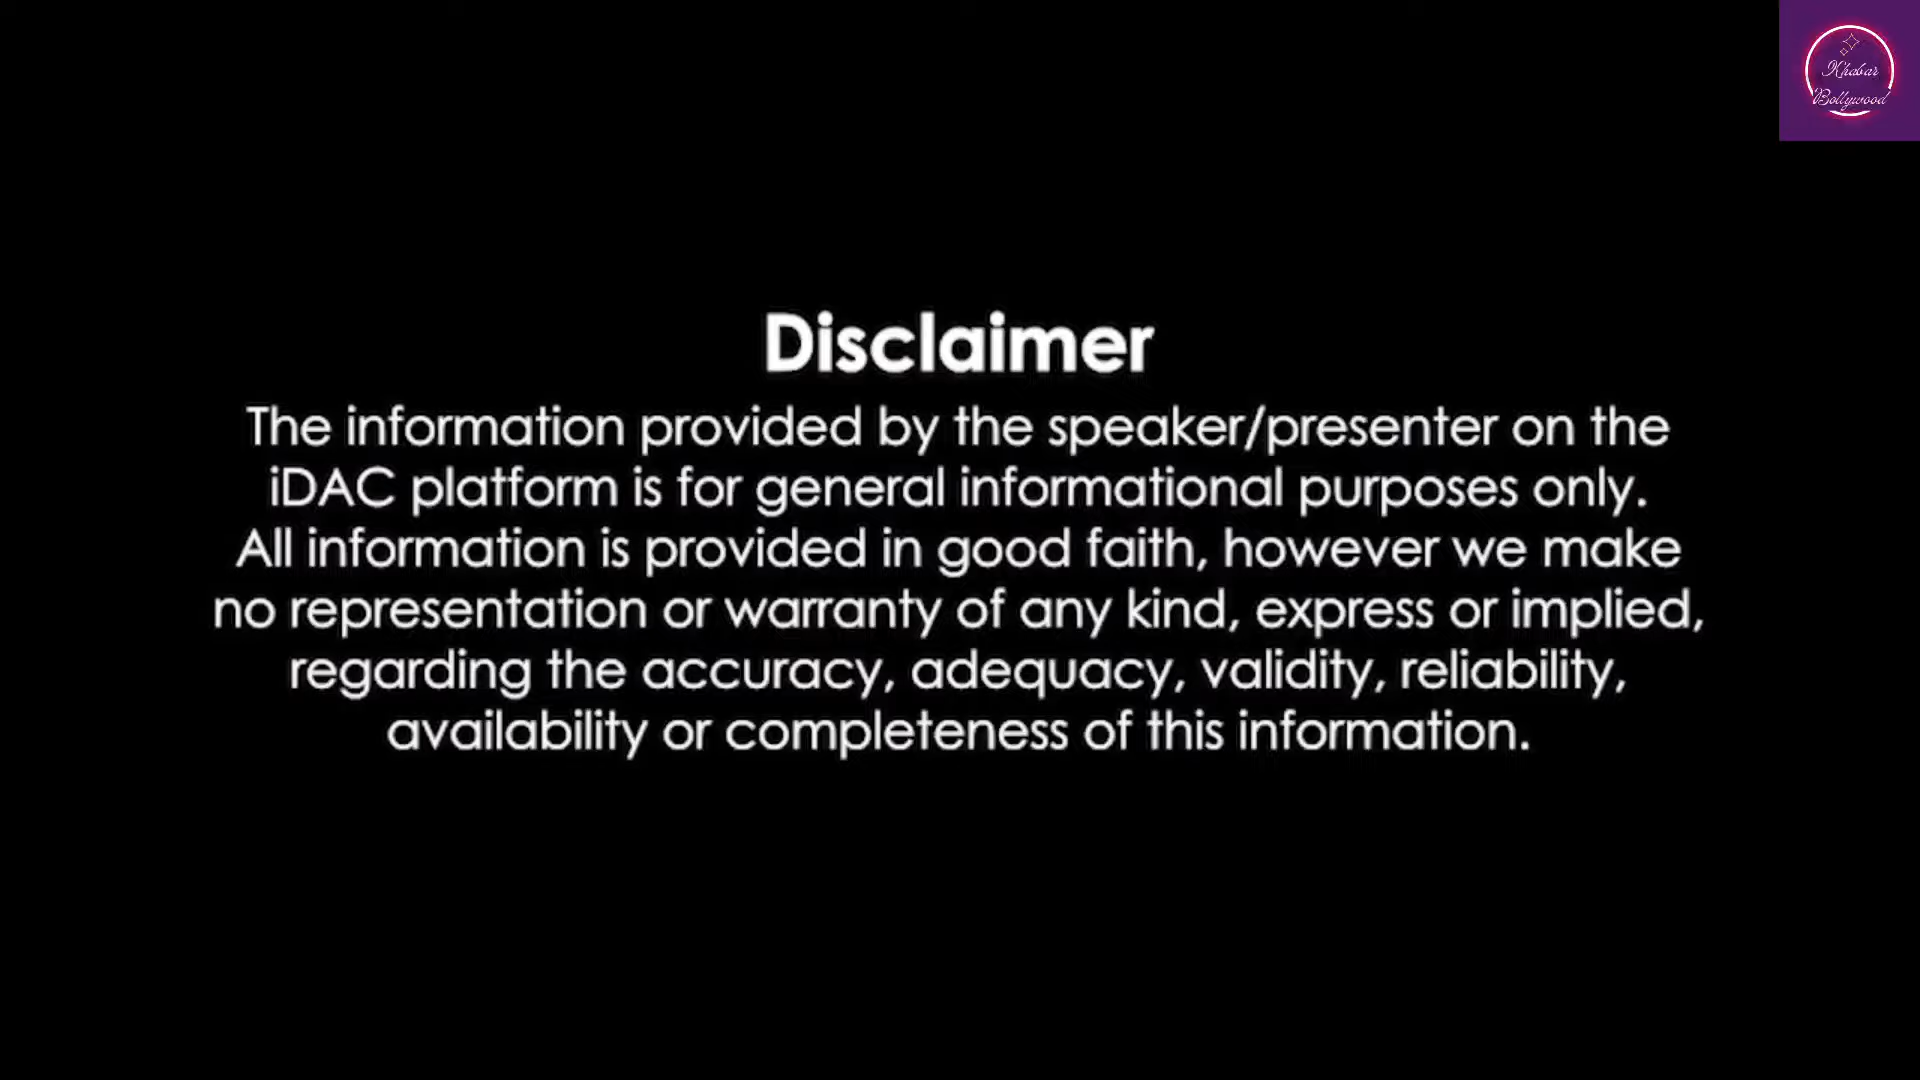 Khabar
Bollywood
Disclaimer
The information provided by the speaker/presenter on the
iDAC platform is for general informational purposes only.
All information is provided in good faith, however we make
no representation or warranty of any kind, express or implied,
regarding the accuracy, adequacy, validity, reliability,
availability or completeness of this information.